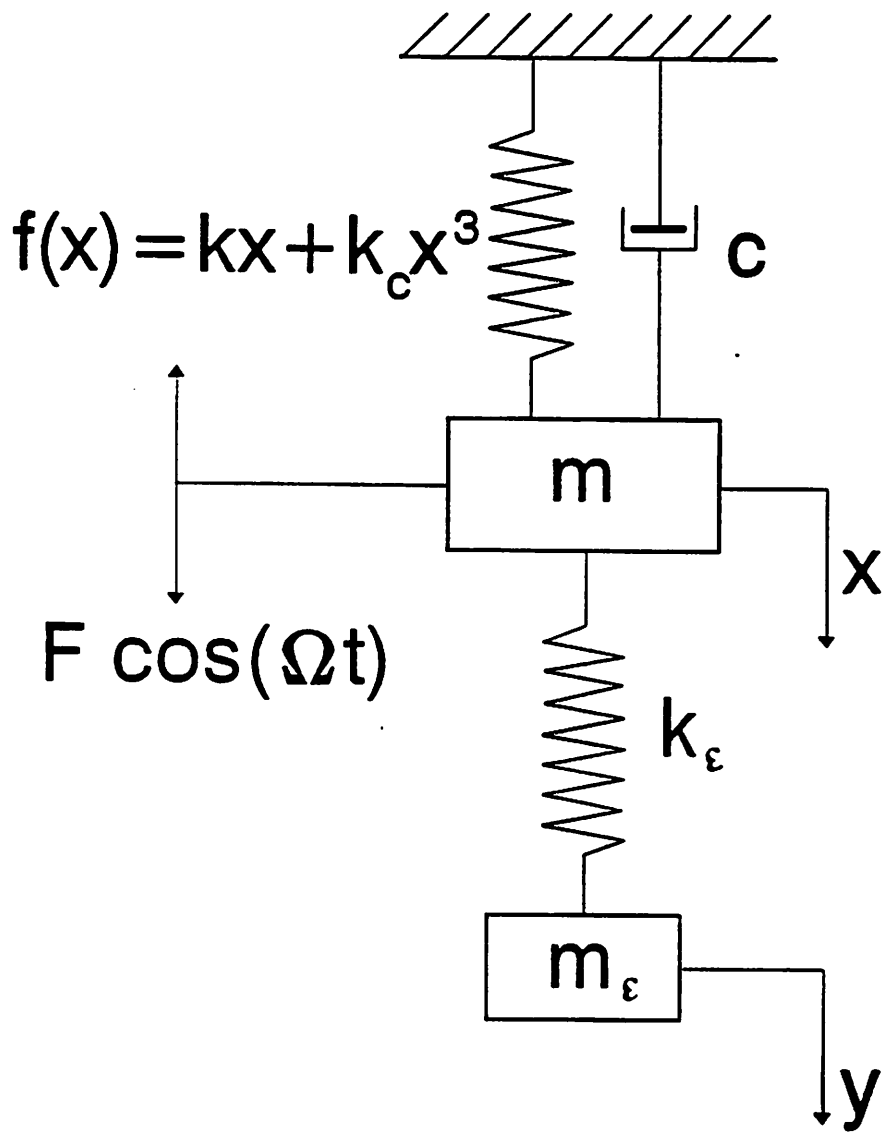 f(x) = kx + k_c x³
c
m
x
F cos(Ωt)
k_ε
m_ε
y